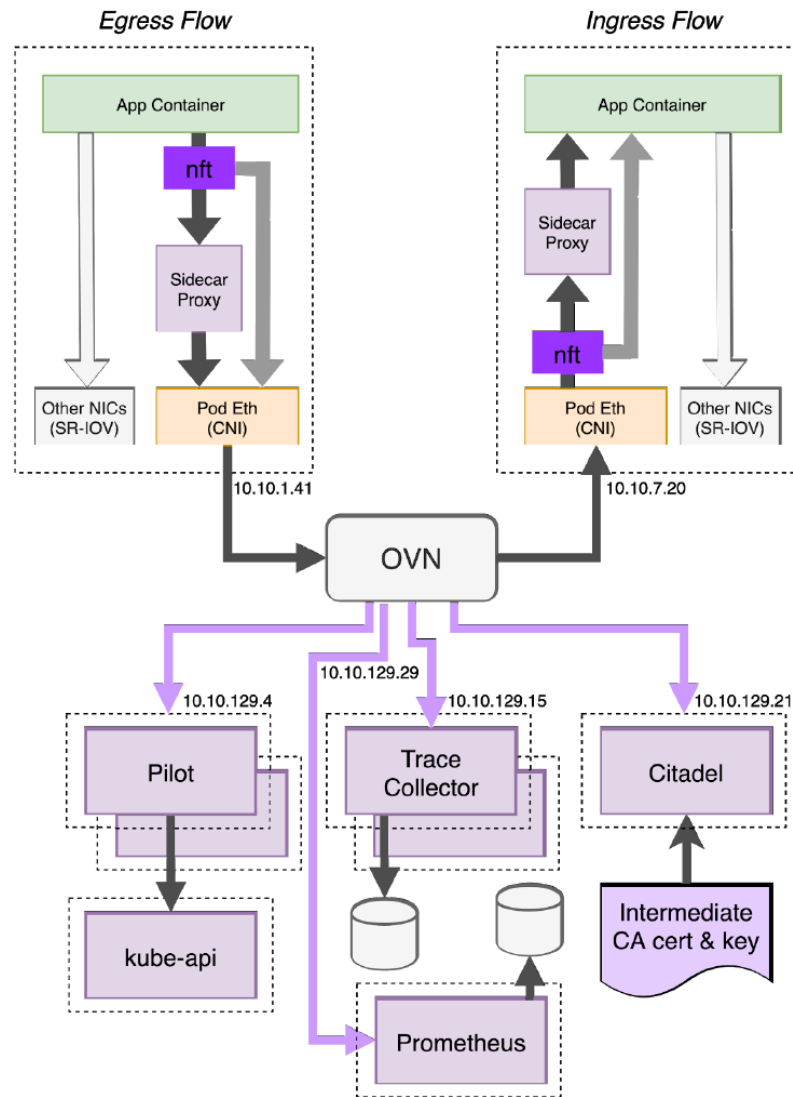 Egress Flow
App Container
nft
Sidecar
Proxy
Other NICs
(SR-IOV)
Pod Eth
(CNI)
10.10.1.41
Ingress Flow
App Container
Sidecar
Proxy
nft
Pod Eth
(CNI)
Other NICs
(SR-IOV)
10.10.7.20
OVN
10.10.129.29
10.10.129.4
10.10.129.15
10.10.129.21
Pilot
Trace
Collector
Citadel
kube-api
Intermediate
CA cert & key
Prometheus